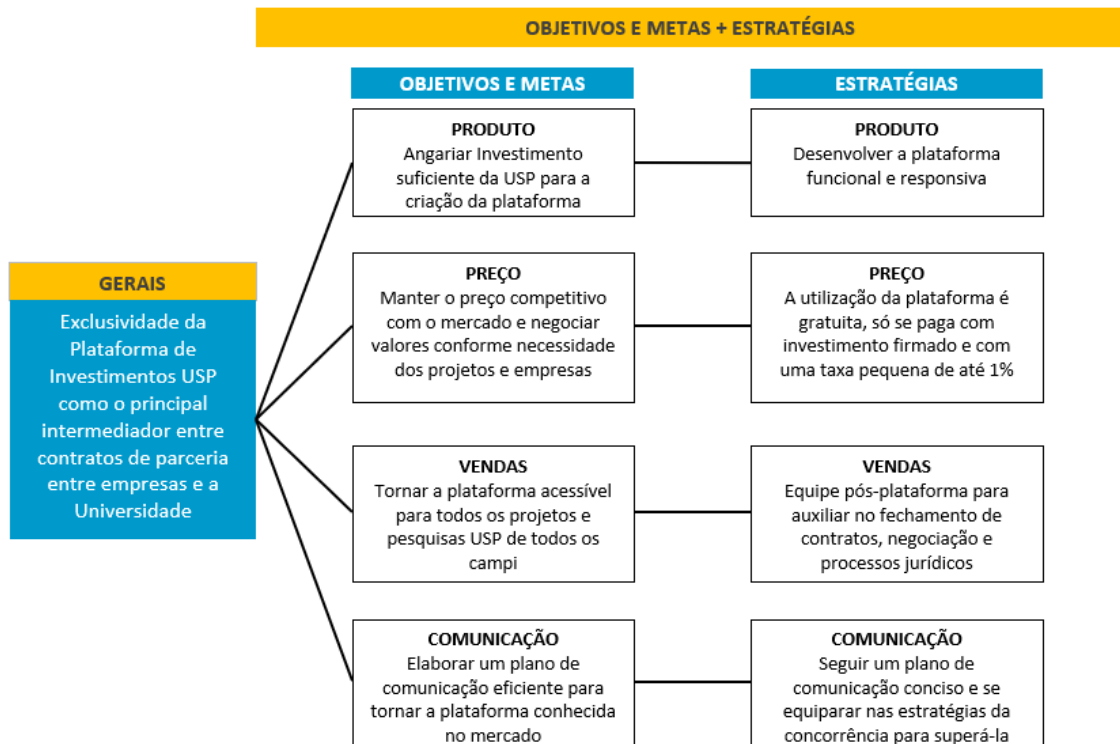 OBJETIVOS E METAS + ESTRATÉGIAS
OBJETIVOS E METAS
ESTRATÉGIAS
GERAIS
Exclusividade da
Plataforma de
Investimentos USP
como o principal
intermediador entre
contratos de parceria
entre empresas e a
Universidade
PRODUTO
Angariar Investimento
suficiente da USP para a
criação da plataforma
PRODUTO
Desenvolver a plataforma
funcional e responsiva
PREÇO
Manter o preço competitivo
com o mercado e negociar
valores conforme necessidade
dos projetos e empresas
PREÇO
A utilização da plataforma é
gratuita, só se paga com
investimento firmado e com
uma taxa pequena de até 1%
VENDAS
Tornar a plataforma acessível
para todos os projetos e
pesquisas USP de todos os
campi
VENDAS
Equipe pós-plataforma para
auxiliar no fechamento de
contratos, negociação e
processos jurídicos
COMUNICAÇÃO
Elaborar um plano de
comunicação eficiente para
tornar a plataforma conhecida
no mercado
COMUNICAÇÃO
Seguir um plano de
comunicação conciso e se
equiparar nas estratégias da
concorrência para superá-la